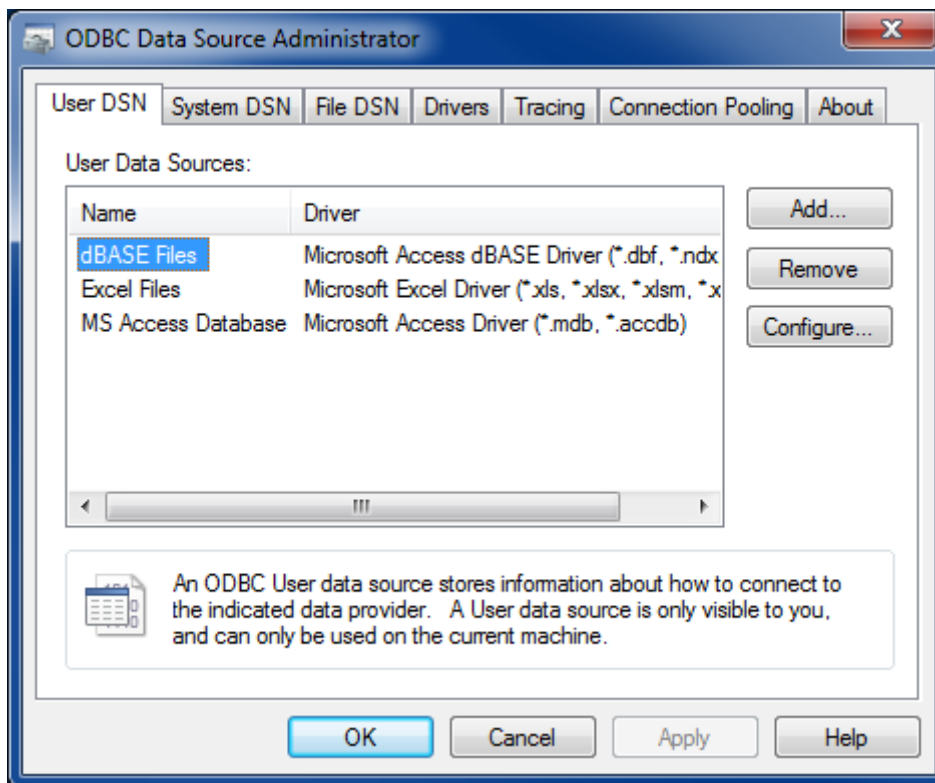 ODBC Data Source Administrator
User DSN System DSN File DSN Drivers Tracing Connection Pooling About
User Data Sources:
Name Driver
Add...
dBASE Files Microsoft Access dBASE Driver (*.dbf, *.ndx
Remove
Excel Files Microsoft Excel Driver (*.xls, *.xlsx, *.xlsm, *.x
MS Access Database Microsoft Access Driver (*.mdb, *.accdb)
Configure...
An ODBC User data source stores information about how to connect to
the indicated data provider. A User data source is only visible to you,
and can only be used on the current machine.
OK Cancel Apply Help